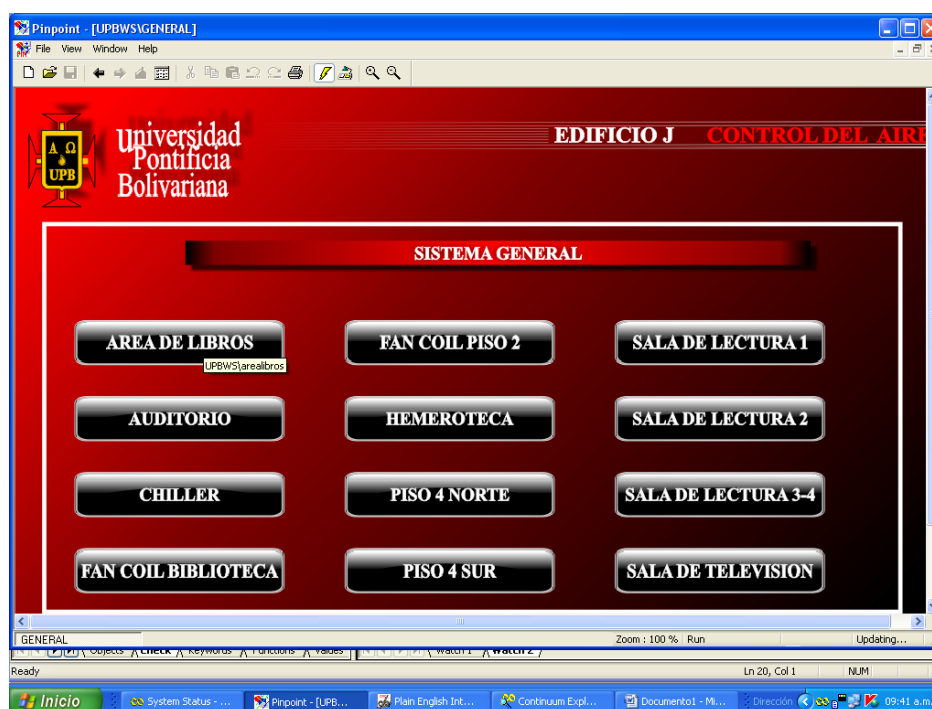 Pinpoint - [UPBWS\GENERAL]
File View Window Help
Α Ω
UPB
Universidad
Pontificia
Bolivariana
EDIFICIO J CONTROL DEL AIRE
SISTEMA GENERAL
AREA DE LIBROS FAN COIL PISO 2 SALA DE LECTURA 1
UPBWS\arealibros
AUDITORIO HEMEROTECA SALA DE LECTURA 2
CHILLER PISO 4 NORTE SALA DE LECTURA 3-4
FAN COIL BIBLIOTECA PISO 4 SUR SALA DE TELEVISION
GENERAL Zoom : 100 % Run Updating...
Objects Check Keywords Functions Values Watch 1 Watch 2
Ready Ln 20, Col 1 NUM
Inicio System Status - ... Pinpoint - [UPB... Plain English Int... Continuum Expl... Documento1 - Mi... Dirección 09:41 a.m.